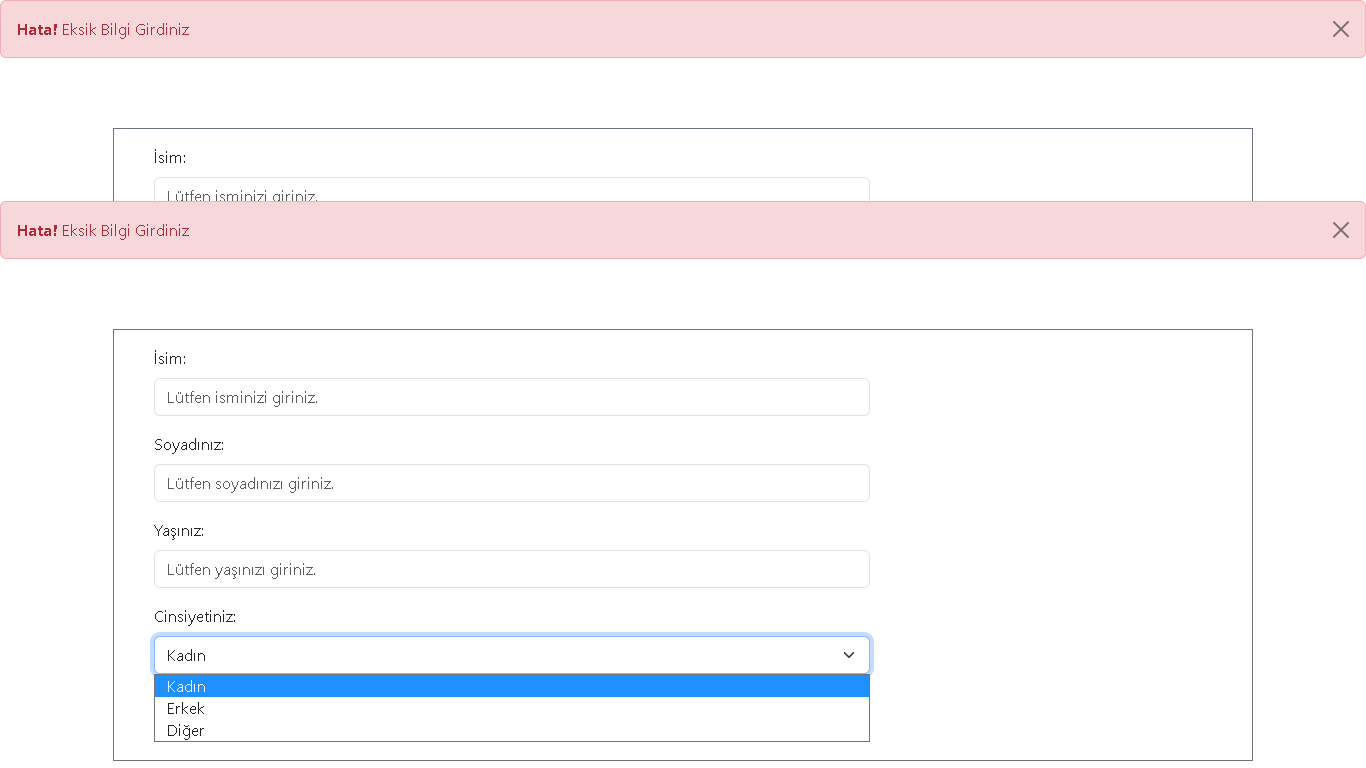 Hata! Eksik Bilgi Girdiniz
İsim:
Lütfen isminizi giriniz.
Hata! Eksik Bilgi Girdiniz
İsim:
Lütfen isminizi giriniz.
Soyadınız:
Lütfen soyadınızı giriniz.
Yaşınız:
Lütfen yaşınızı giriniz.
Cinsiyetiniz:
Kadın
Kadın
Erkek
Diğer